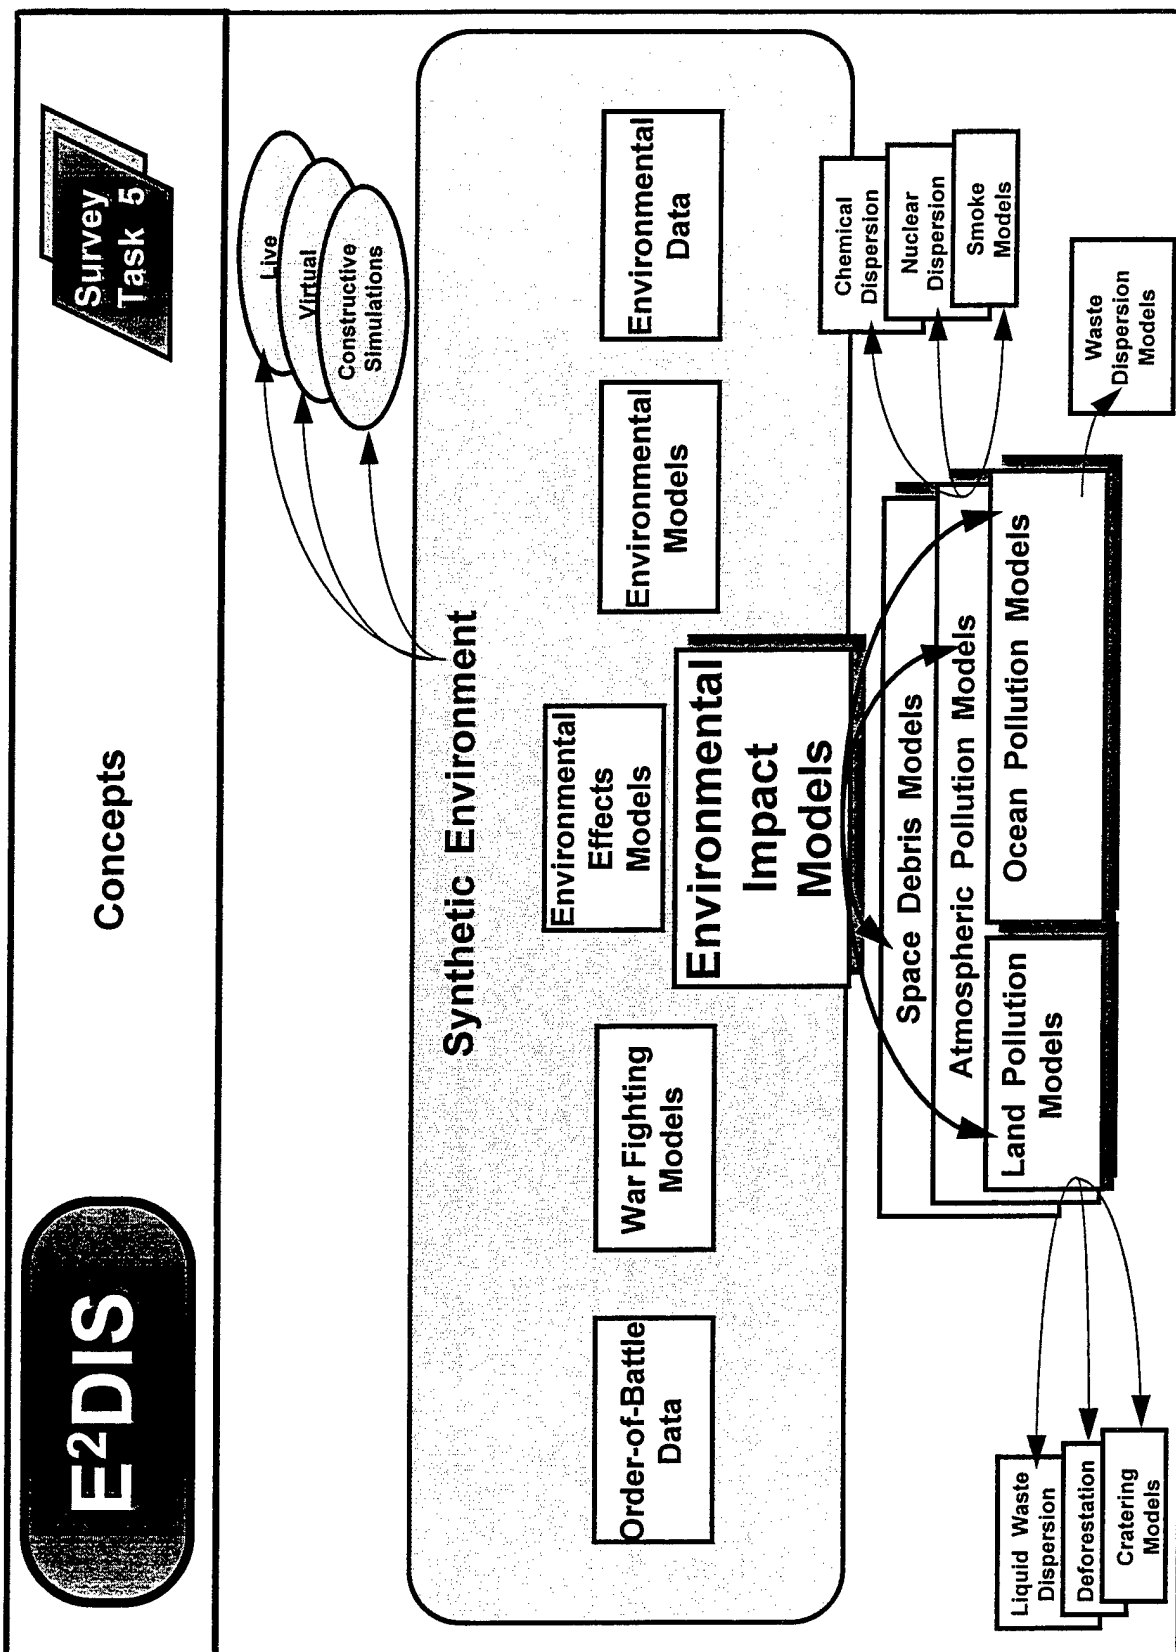 E²DIS
Concepts
Survey
Task 5
Live
Virtual
Constructive
Simulations
Synthetic Environment
Order-of-Battle
Data
War Fighting
Models
Environmental
Effects
Models
Environmental
Models
Environmental
Data
Environmental
Impact
Models
Space Debris Models
Atmospheric Pollution Models
Land Pollution
Models
Ocean Pollution Models
Chemical
Dispersion
Nuclear
Dispersion
Smoke
Models
Waste
Dispersion
Models
Liquid Waste
Dispersion
Deforestation
Cratering
Models